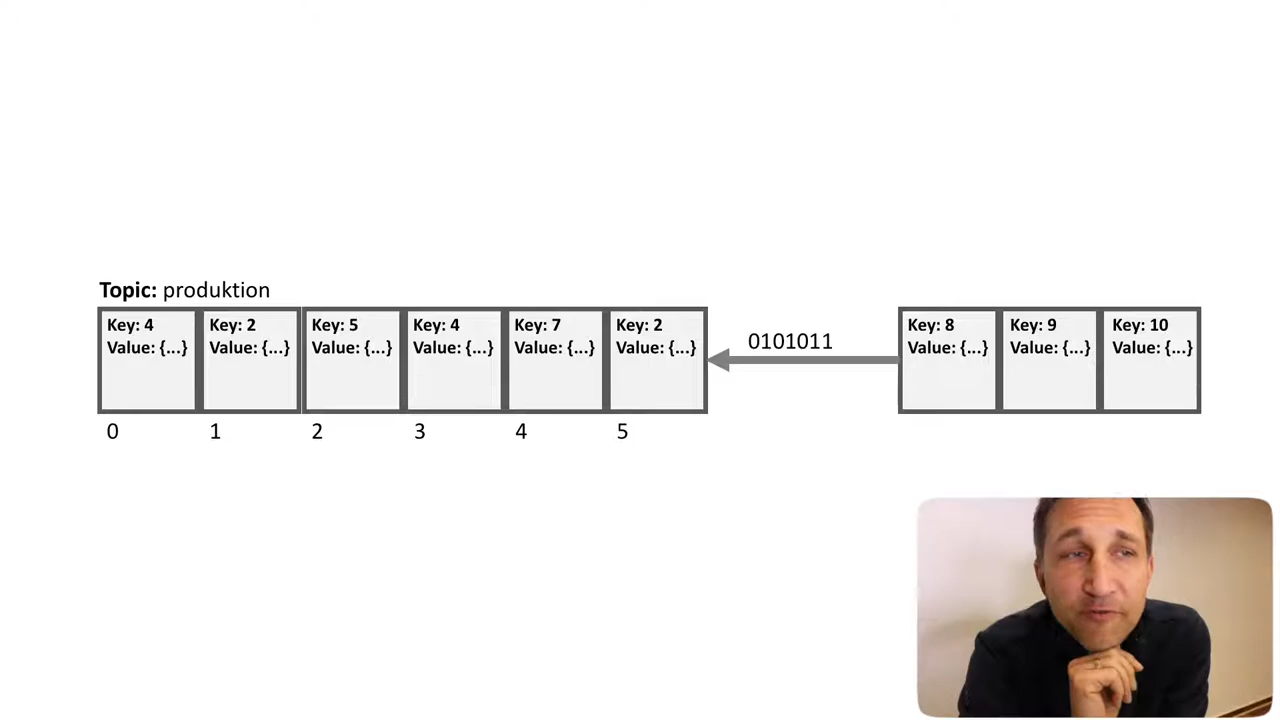 Topic: produktion
Key: 4 Key: 2 Key: 5 Key: 4 Key: 7 Key: 2
Value: {...} Value: {...} Value: {...} Value: {...} Value: {...} Value: {...}
0 1 2 3 4 5
0101011
Key: 8 Key: 9 Key: 10
Value: {...} Value: {...} Value: {...}